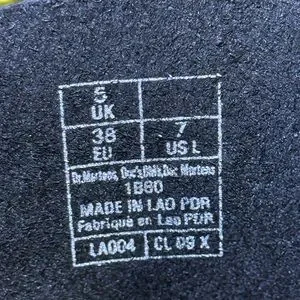 5
UK
38
EU
7
US L
Dr.Martens, Doc's, DM's, Doc Martens
1B60
MADE IN LAO PDR
Fabriqué en Lao PDR
LA004
CL 09 X